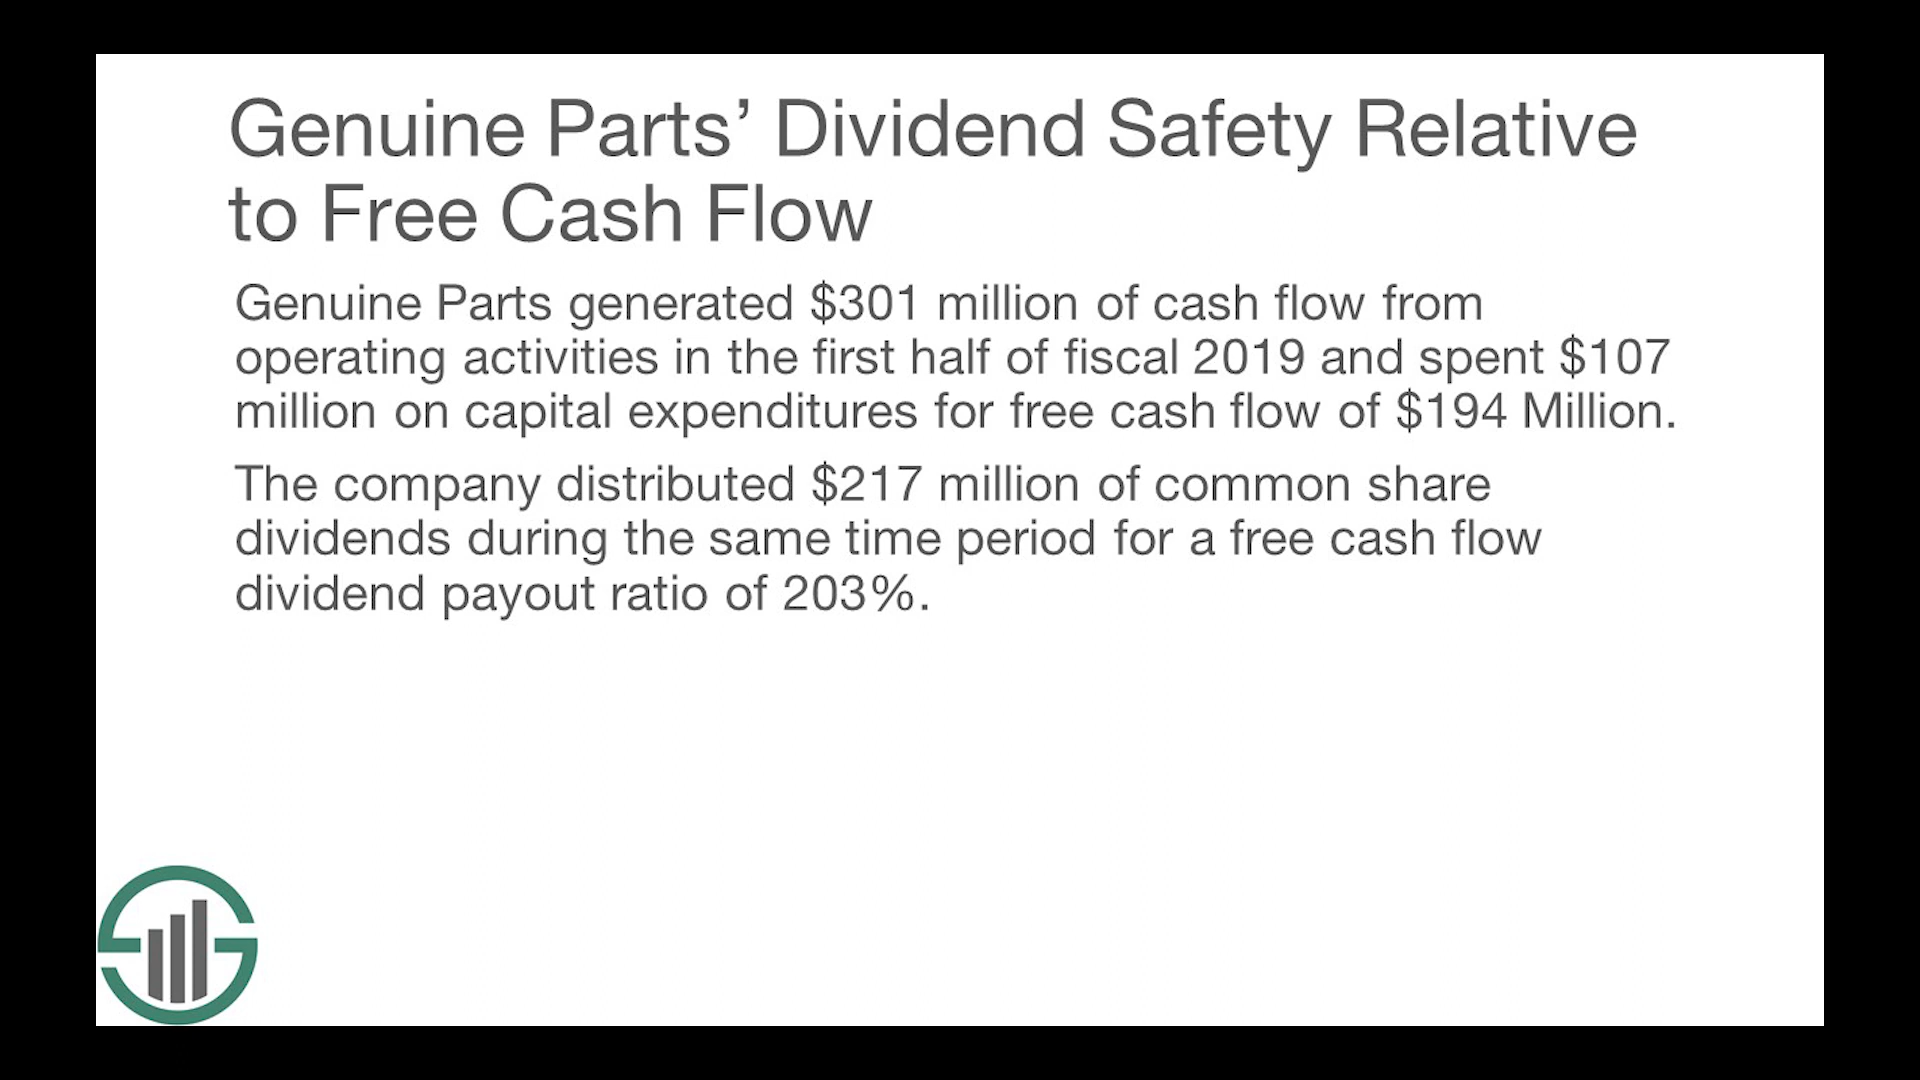 Genuine Parts’ Dividend Safety Relative
to Free Cash Flow
Genuine Parts generated $301 million of cash flow from
operating activities in the first half of fiscal 2019 and spent $107
million on capital expenditures for free cash flow of $194 Million.
The company distributed $217 million of common share
dividends during the same time period for a free cash flow
dividend payout ratio of 203%.